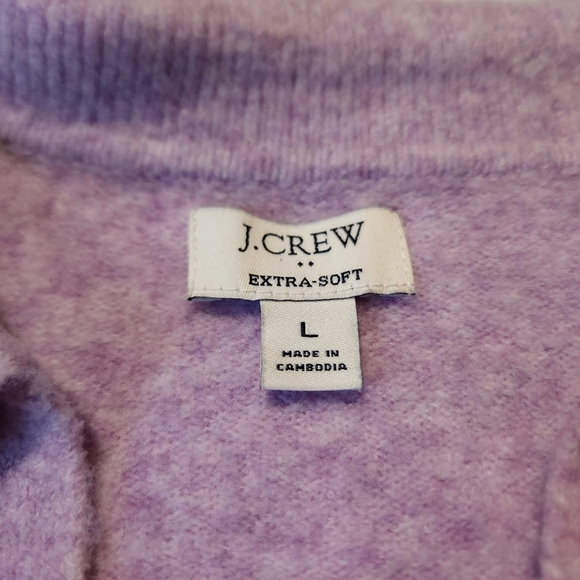 J.CREW
EXTRA-SOFT
L
MADE IN
CAMBODIA